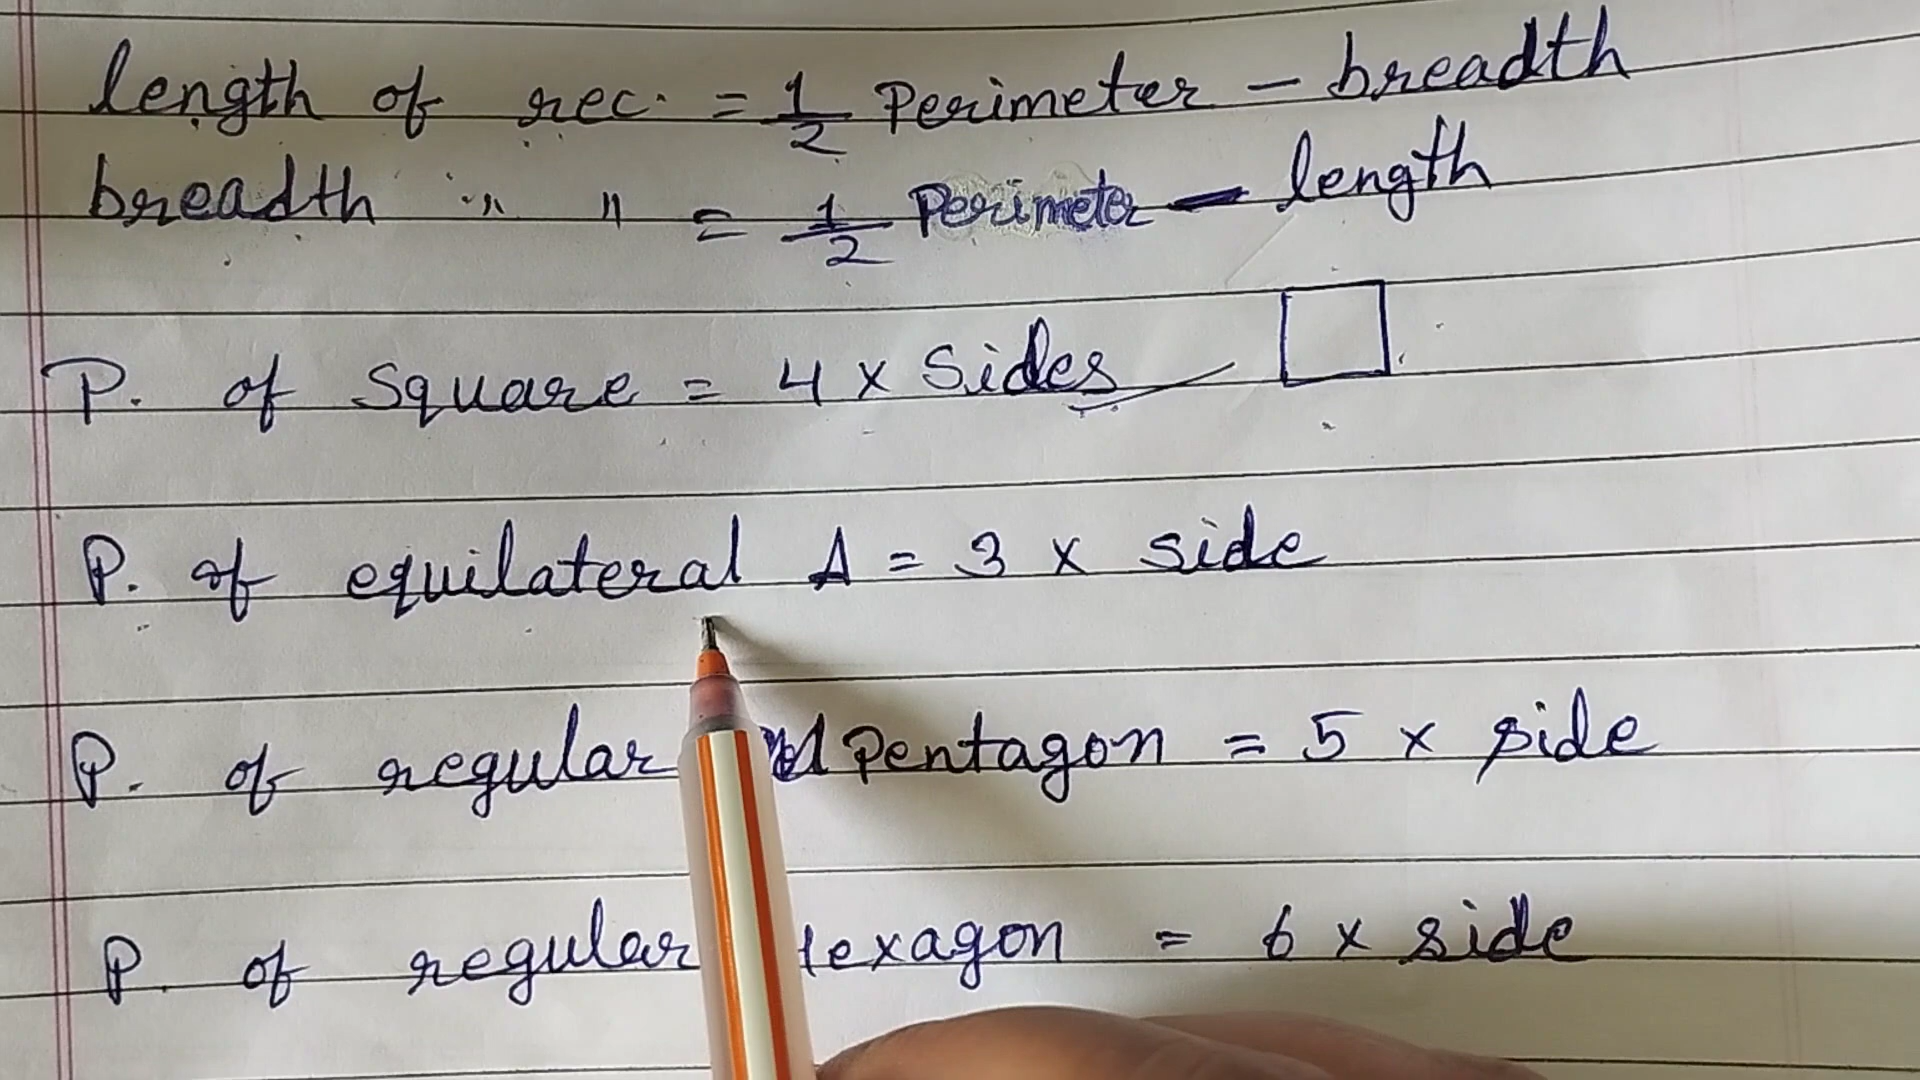 length of rec. = 1/2 Perimeter - breadth
breadth " " = 1/2 Perimeter - length
P. of Square = 4 x Sides
P. of equilateral Δ = 3 x side
P. of regular Pentagon = 5 x side
P. of regular Hexagon = 6 x side